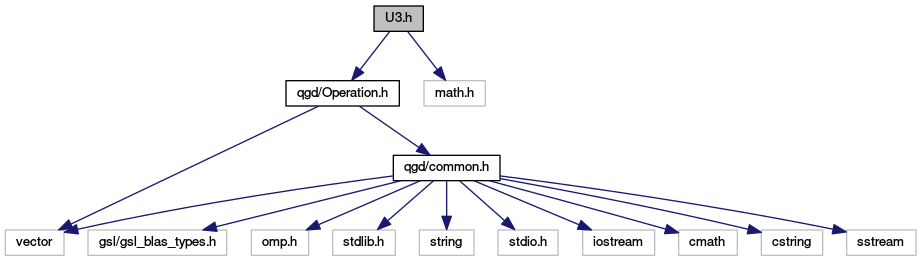 U3.h
qgd/Operation.h
math.h
qgd/common.h
vector
gsl/gsl_blas_types.h
omp.h
stdlib.h
string
stdio.h
iostream
cmath
cstring
sstream